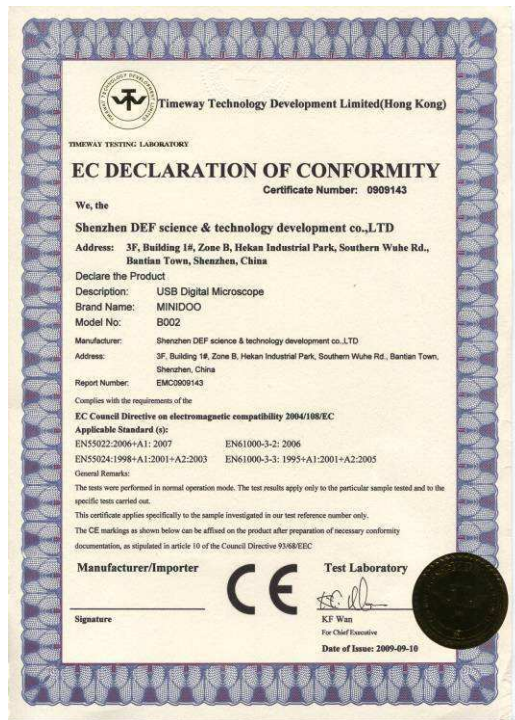 Timeway Technology Development Limited(Hong Kong)
TIMEWAY TESTING LABORATORY
EC DECLARATION OF CONFORMITY
Certificate Number: 0909143
We, the
Shenzhen DEF science & technology development co.,LTD
Address: 3F, Building 1#, Zone B, Hekan Industrial Park, Southern Wuhe Rd.,
Bantian Town, Shenzhen, China
Declare the Product
Description: USB Digital Microscope
Brand Name: MINIDOO
Model No: B002
Manufacturer: Shenzhen DEF science & technology development co.,LTD
Address: 3F, Building 1#, Zone B, Hekan Industrial Park, Southern Wuhe Rd., Bantian Town,
Shenzhen, China
Report Number: EMC0909143
Complies with the requirements of the
EC Council Directive on electromagnetic compatibility 2004/108/EC
Applicable Standard (s):
EN55022:2006+A1: 2007 EN61000-3-2: 2006
EN55024:1998+A1:2001+A2:2003 EN61000-3-3: 1995+A1:2001+A2:2005
General Remarks:
The tests were performed in normal operation mode. The test results apply only to the particular sample tested and to the
specific tests carried out.
This certificate applies specifically to the sample investigated in our test reference number only.
The CE markings as shown below can be affixed on the product after preparation of necessary conformity
documentation, as stipulated in article 10 of the Council Directive 93/68/EEC
Manufacturer/Importer CE Test Laboratory
Signature KF Wan
For Chief Executive
Date of Issue: 2009-09-10